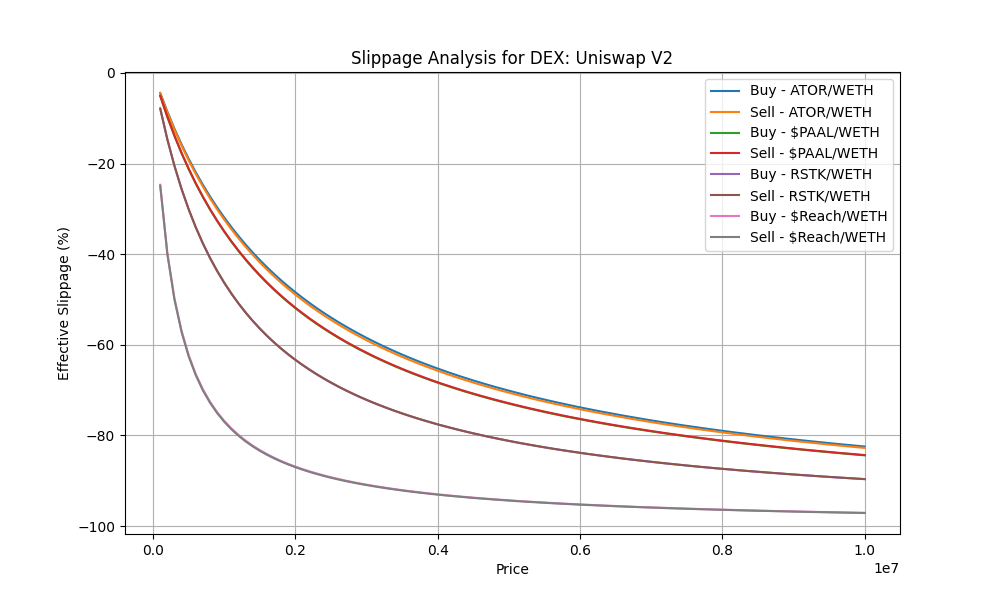 Slippage Analysis for DEX: Uniswap V2
Effective Slippage (%)
0
−20
−40
−60
−80
−100
Buy - ATOR/WETH
Sell - ATOR/WETH
Buy - $PAAL/WETH
Sell - $PAAL/WETH
Buy - RSTK/WETH
Sell - RSTK/WETH
Buy - $Reach/WETH
Sell - $Reach/WETH
0.0 0.2 0.4 0.6 0.8 1.0
1e7
Price